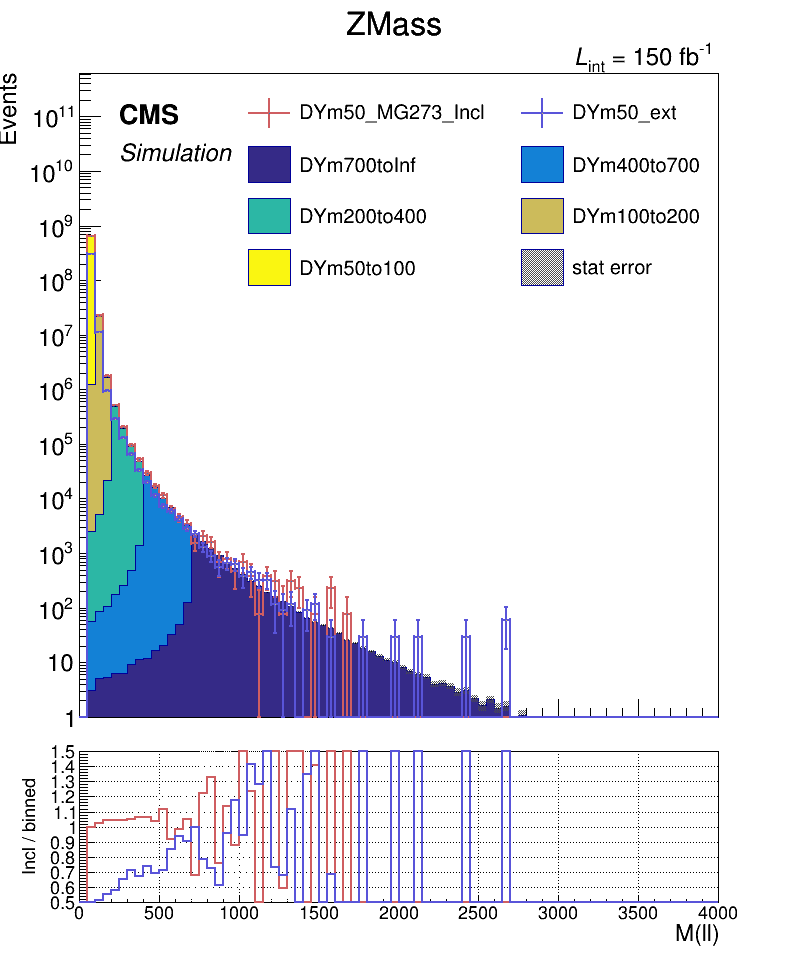 ZMass
L_int = 150 fb^-1
Events
CMS
Simulation
DYm50_MG273_Incl
DYm50_ext
DYm700toInf
DYm400to700
DYm200to400
DYm100to200
DYm50to100
stat error
10^11
10^10
10^9
10^8
10^7
10^6
10^5
10^4
10^3
10^2
10
1
Incl / binned
1.5
1.4
1.3
1.2
1.1
1
0.9
0.8
0.7
0.6
0.5
0 500 1000 1500 2000 2500 3000 3500 4000
M(ll)